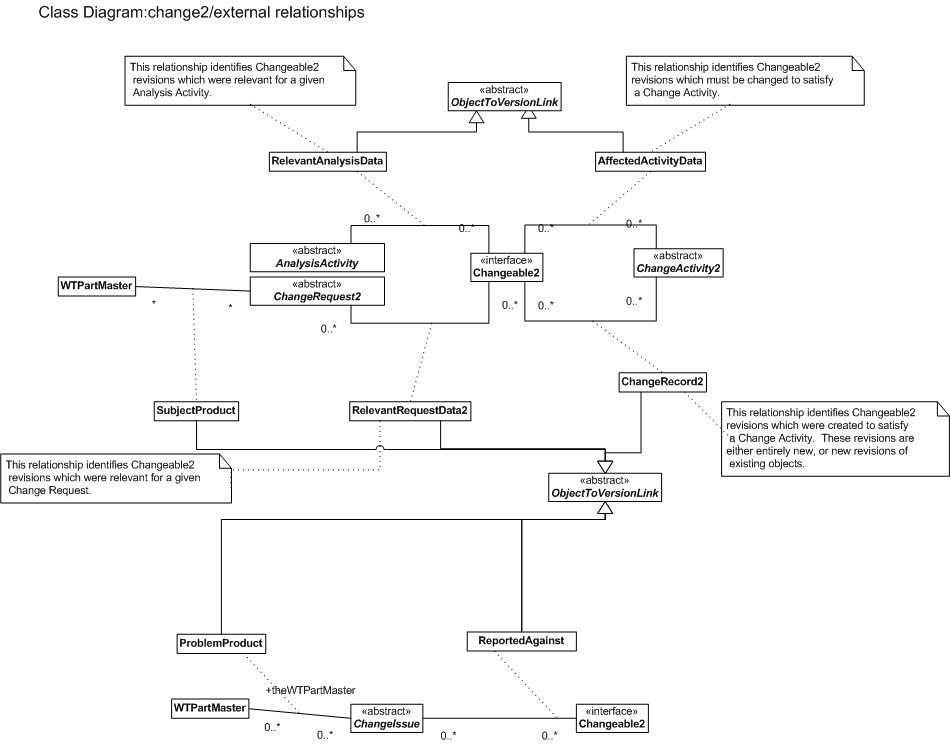 Class Diagram:change2/external relationships
This relationship identifies Changeable2
revisions which were relevant for a given
Analysis Activity.
«abstract»
ObjectToVersionLink
This relationship identifies Changeable2
revisions which must be changed to satisfy
a Change Activity.
RelevantAnalysisData
AffectedActivityData
0..*
0..*
0..*
0..*
«abstract»
AnalysisActivity
«interface»
Changeable2
«abstract»
ChangeActivity2
WTPartMaster
«abstract»
ChangeRequest2
*
*
0..*
0..*
0..*
0..*
ChangeRecord2
SubjectProduct
RelevantRequestData2
This relationship identifies Changeable2
revisions which were created to satisfy
a Change Activity. These revisions are
either entirely new, or new revisions of
existing objects.
This relationship identifies Changeable2
revisions which were relevant for a given
Change Request.
«abstract»
ObjectToVersionLink
ProblemProduct
ReportedAgainst
+theWTPartMaster
WTPartMaster
«abstract»
ChangeIssue
«interface»
Changeable2
0..*
0..*
0..*
0..*